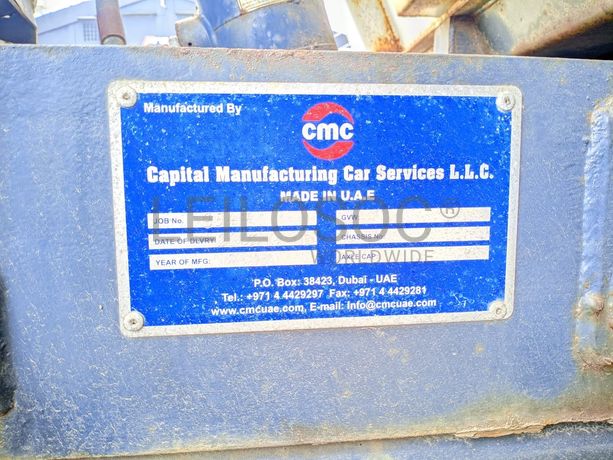 Manufactured By
cmc
Capital Manufacturing Car Services L.L.C.
MADE IN U.A.E
JOB No.
GVW
DATE OF DLVRY
CHASSIS No
YEAR OF MFG:
AXLE CAP
LEILOSOC®
WORLDWIDE
P.O. Box: 38423, Dubai - UAE
Tel.: +971 4 4429297 Fax: +971 4 4429281
www.cmcuae.com, E-mail: Info@cmcuae.com